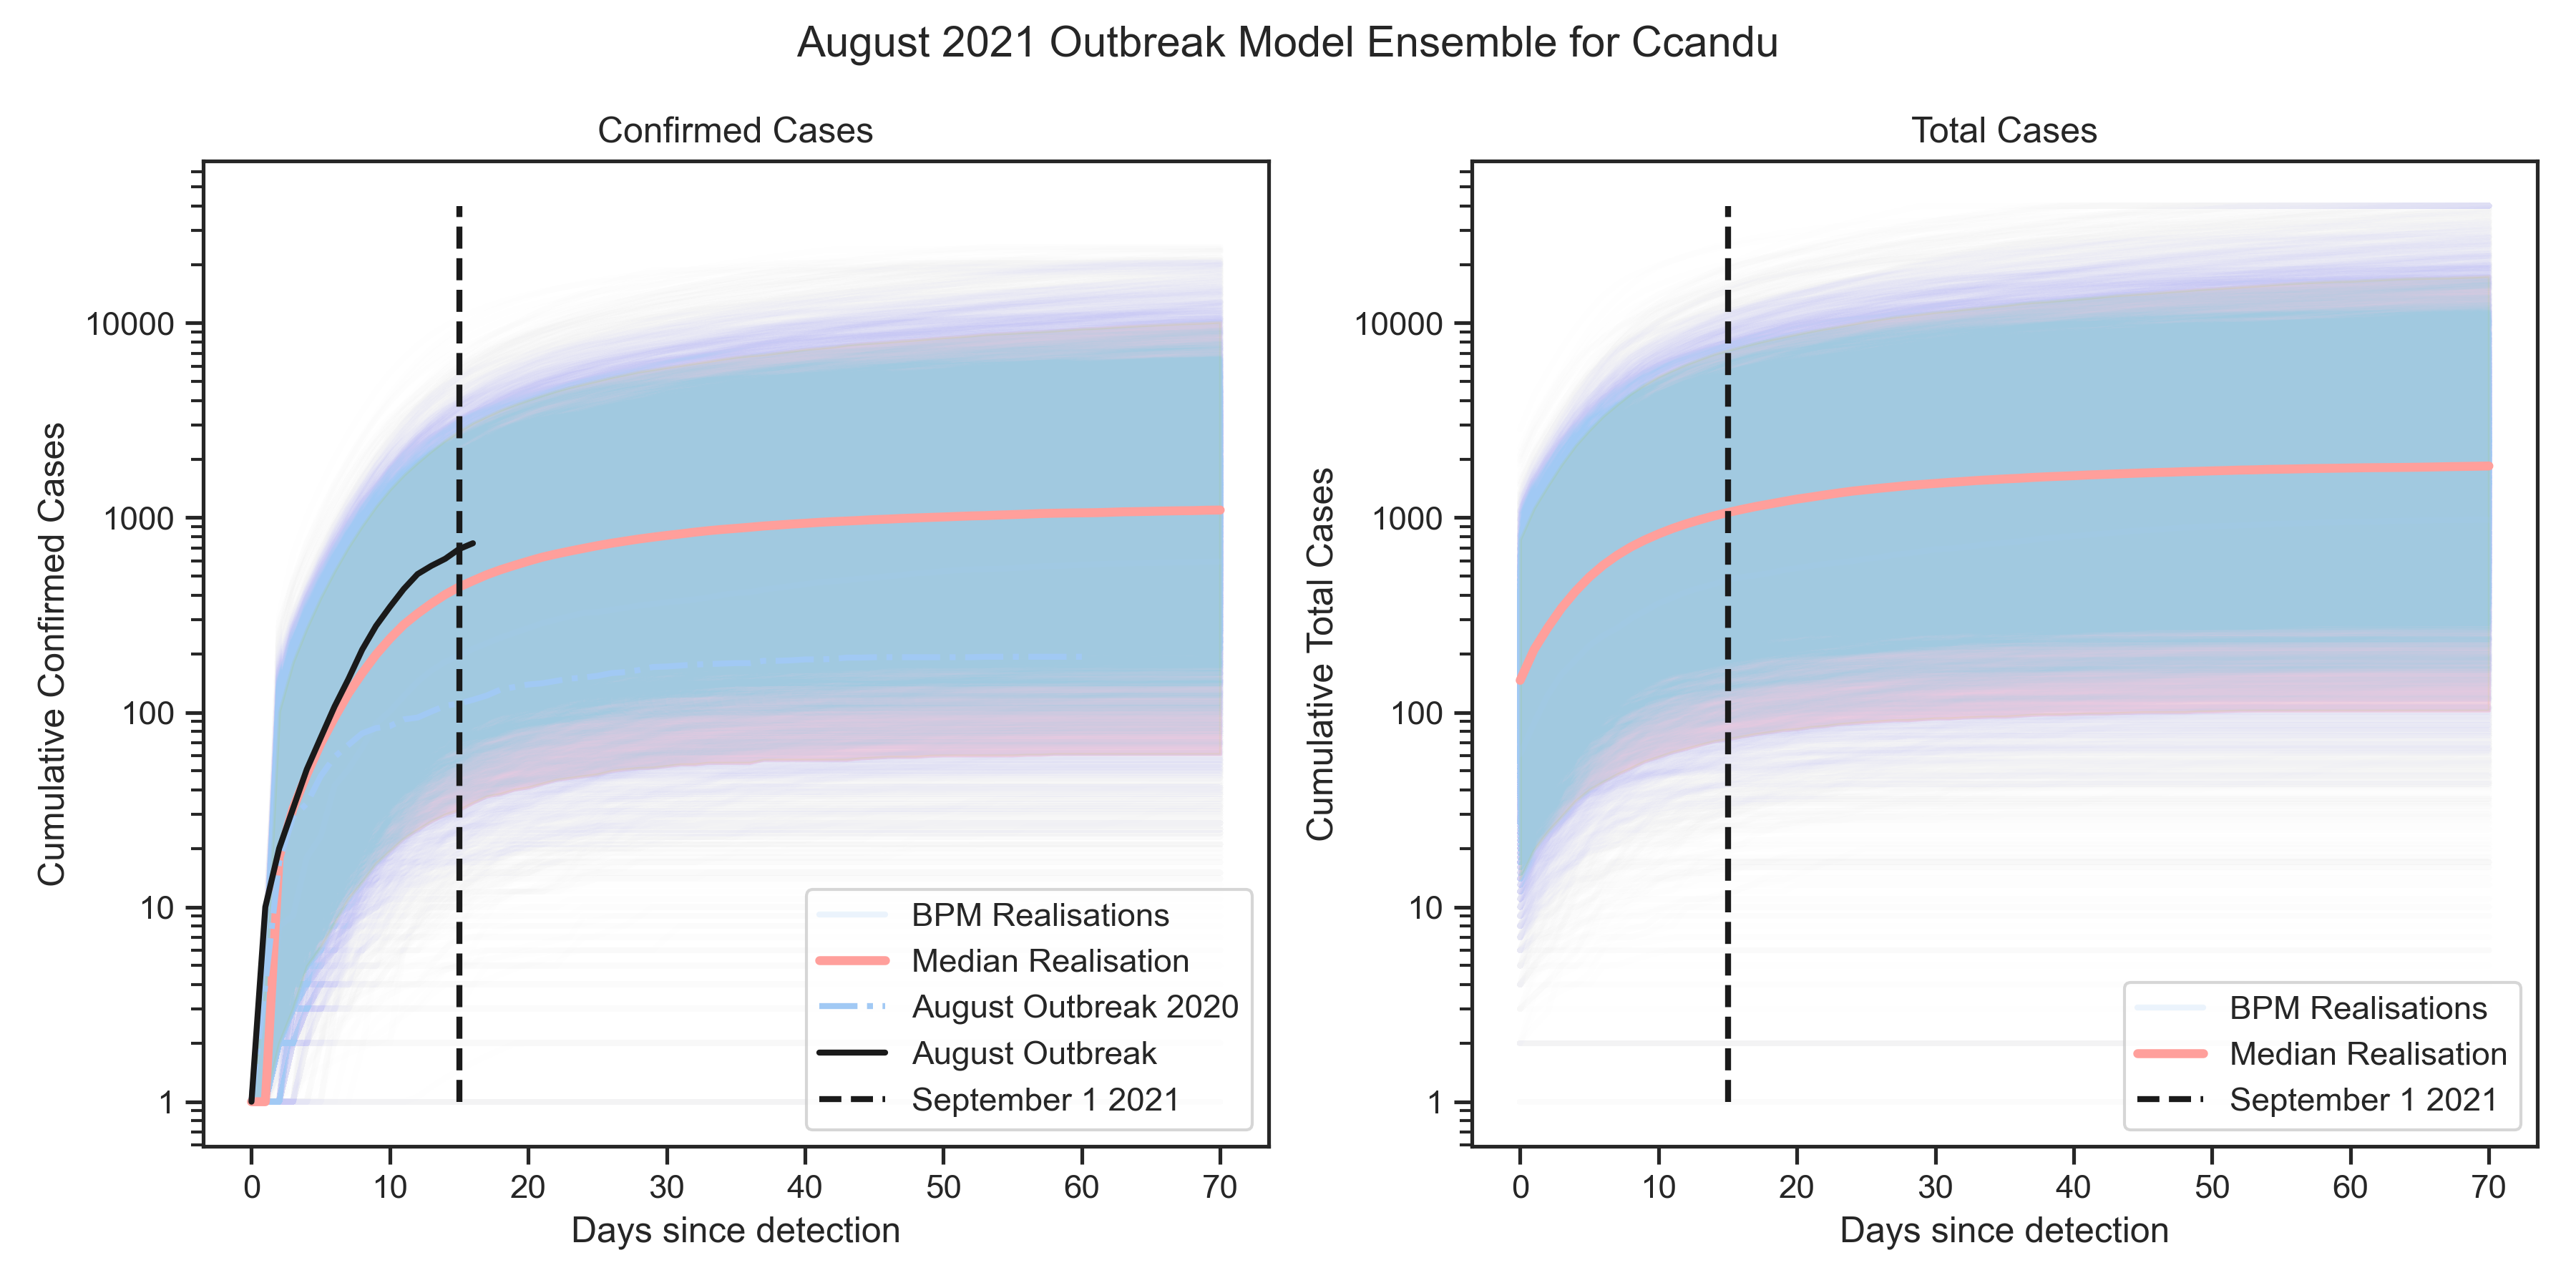 August 2021 Outbreak Model Ensemble for Ccandu
Confirmed Cases
Cumulative Confirmed Cases
10000
1000
100
10
1
0 10 20 30 40 50 60 70
Days since detection
BPM Realisations
Median Realisation
August Outbreak 2020
August Outbreak
September 1 2021
Total Cases
Cumulative Total Cases
10000
1000
100
10
1
0 10 20 30 40 50 60 70
Days since detection
BPM Realisations
Median Realisation
September 1 2021